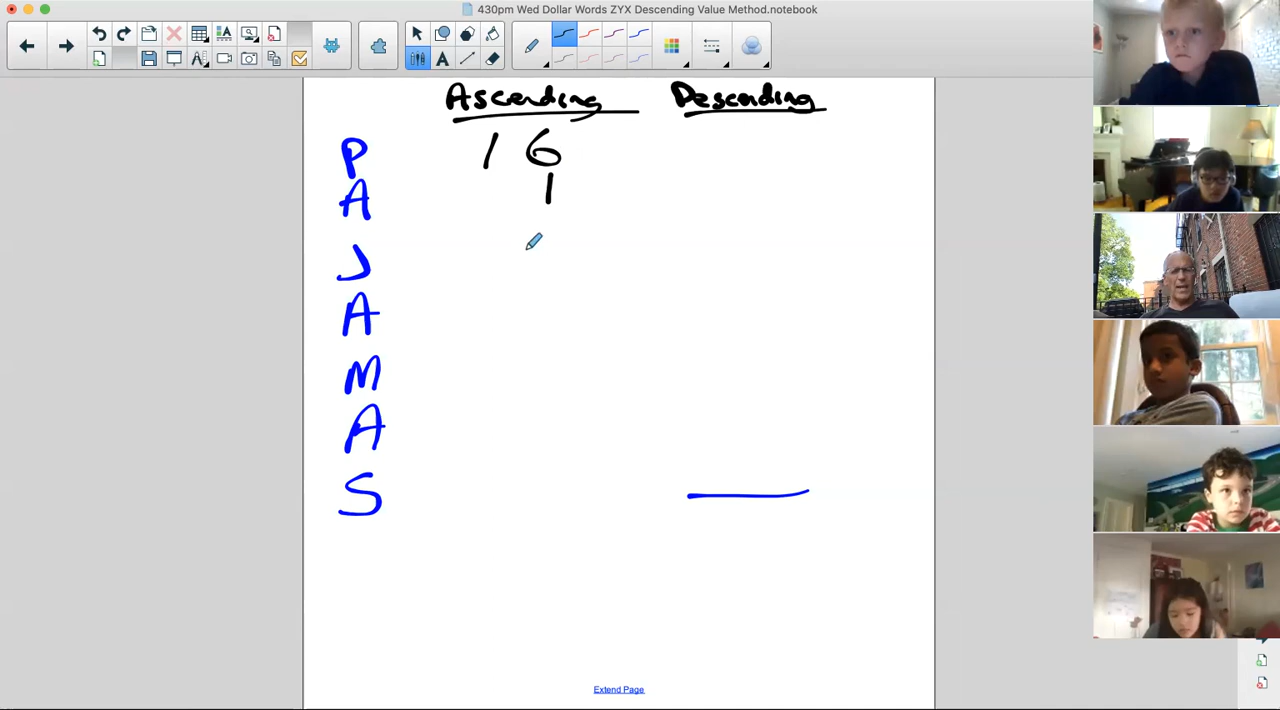 430pm Wed Dollar Words ZYX Descending Value Method.notebook
Ascending Descending
P 16
A 1
J
A
M
A
S
Extend Page